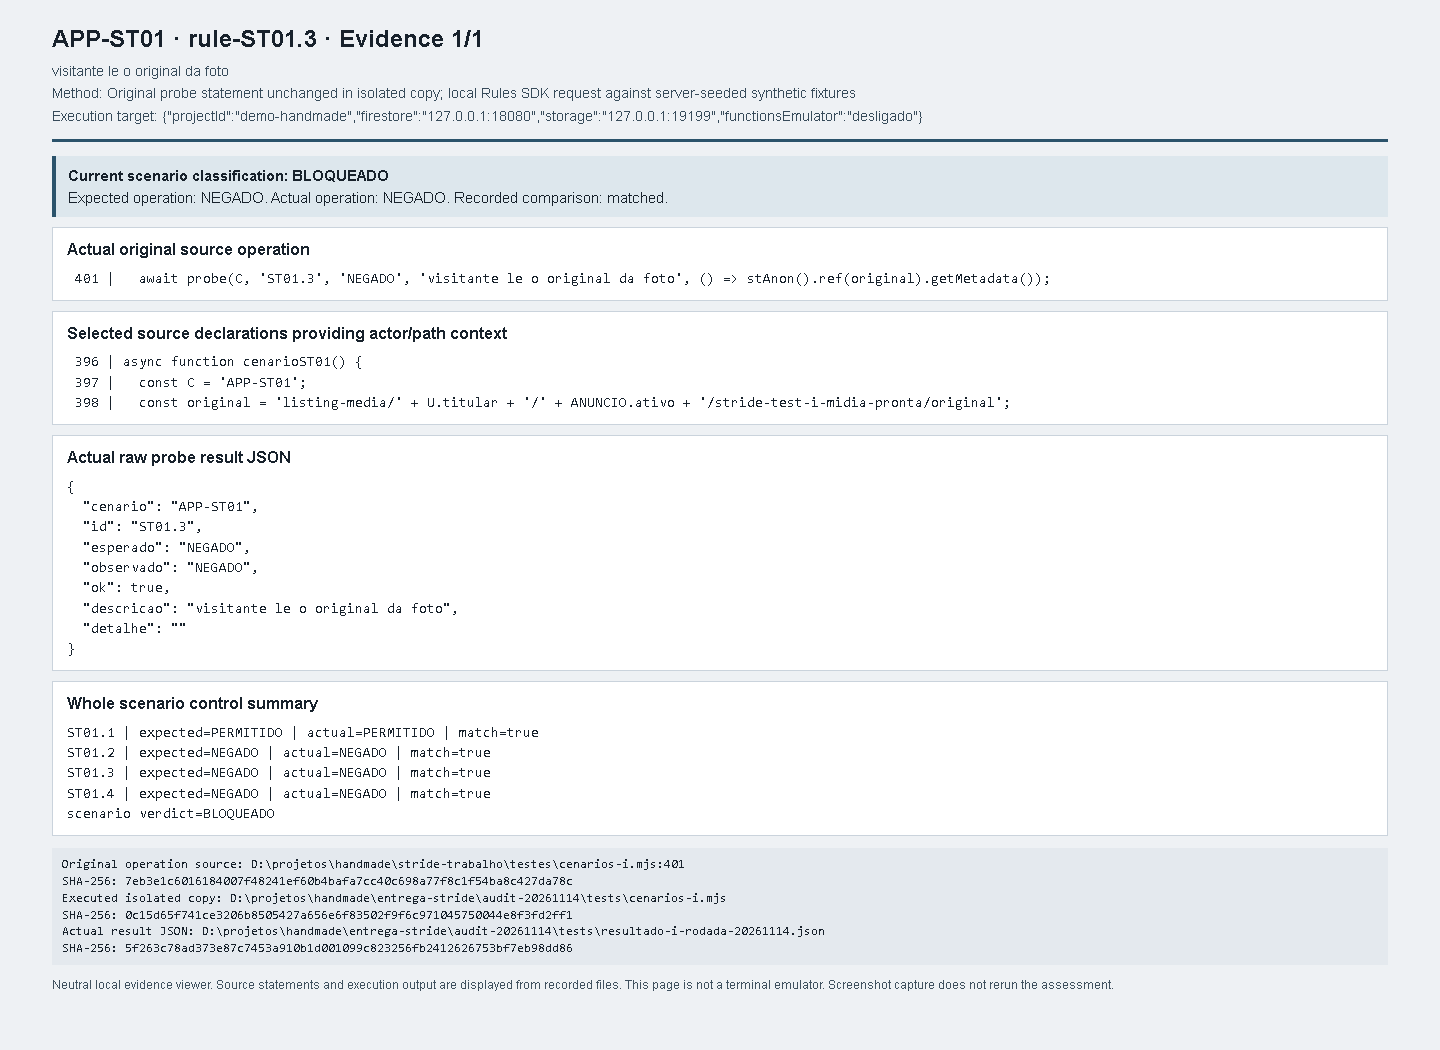 APP-ST01 · rule-ST01.3 · Evidence 1/1
visitante le o original da foto
Method: Original probe statement unchanged in isolated copy; local Rules SDK request against server-seeded synthetic fixtures
Execution target: {"projectId":"demo-handmade","firestore":"127.0.0.1:18080","storage":"127.0.0.1:19199","functionsEmulator":"desligado"}
Current scenario classification: BLOQUEADO
Expected operation: NEGADO. Actual operation: NEGADO. Recorded comparison: matched.
Actual original source operation
401 |   await probe(C, 'ST01.3', 'NEGADO', 'visitante le o original da foto', () => stAnon().ref(original).getMetadata());
Selected source declarations providing actor/path context
396 | async function cenarioST01() {
397 |   const C = 'APP-ST01';
398 |   const original = 'listing-media/' + U.titular + '/' + ANUNCIO.ativo + '/stride-test-i-midia-pronta/original';
Actual raw probe result JSON
{
  "cenario": "APP-ST01",
  "id": "ST01.3",
  "esperado": "NEGADO",
  "observado": "NEGADO",
  "ok": true,
  "descricao": "visitante le o original da foto",
  "detalhe": ""
}
Whole scenario control summary
ST01.1 | expected=PERMITIDO | actual=PERMITIDO | match=true
ST01.2 | expected=NEGADO | actual=NEGADO | match=true
ST01.3 | expected=NEGADO | actual=NEGADO | match=true
ST01.4 | expected=NEGADO | actual=NEGADO | match=true
scenario verdict=BLOQUEADO
Original operation source: D:\projetos\handmade\stride-trabalho\testes\cenarios-i.mjs:401
SHA-256: 7eb3e1c6016184007f48241ef60b4bafa7cc40c698a77f8c1f54ba8c427da78c
Executed isolated copy: D:\projetos\handmade\entrega-stride\audit-20261114\tests\cenarios-i.mjs
SHA-256: 0c15d65f741ce3206b8505427a656e6f83502f9f6c971045750044e8f3fd2ff1
Actual result JSON: D:\projetos\handmade\entrega-stride\audit-20261114\tests\resultado-i-rodada-20261114.json
SHA-256: 5f263c78ad373e87c7453a910b1d001099c823256fb2412626753bf7eb98dd86
Neutral local evidence viewer. Source statements and execution output are displayed from recorded files. This page is not a terminal emulator. Screenshot capture does not rerun the assessment.